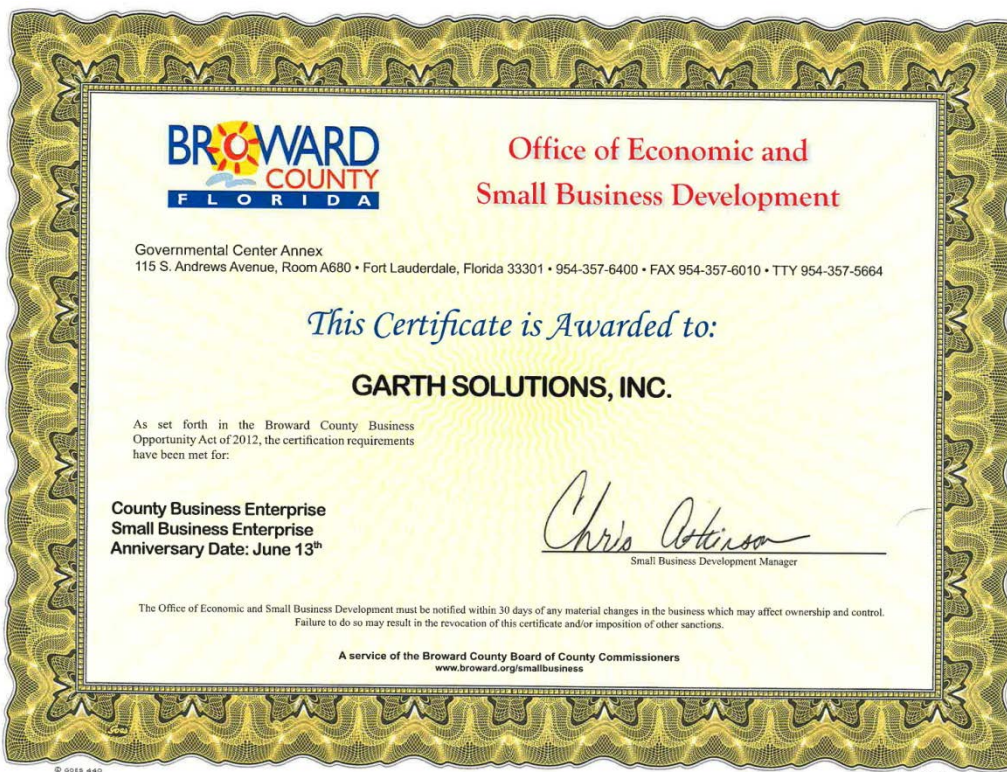 BROWARD
COUNTY
FLORIDA
Office of Economic and
Small Business Development
Governmental Center Annex
115 S. Andrews Avenue, Room A680 • Fort Lauderdale, Florida 33301 • 954-357-6400 • FAX 954-357-6010 • TTY 954-357-5664
This Certificate is Awarded to:
GARTH SOLUTIONS, INC.
As set forth in the Broward County Business
Opportunity Act of 2012, the certification requirements
have been met for:
County Business Enterprise
Small Business Enterprise
Anniversary Date: June 13th
Chris Atkinson
Small Business Development Manager
The Office of Economic and Small Business Development must be notified within 30 days of any material changes in the business which may affect ownership and control.
Failure to do so may result in the revocation of this certificate and/or imposition of other sanctions.
A service of the Broward County Board of County Commissioners
www.broward.org/smallbusiness
Goes
© GOES 440